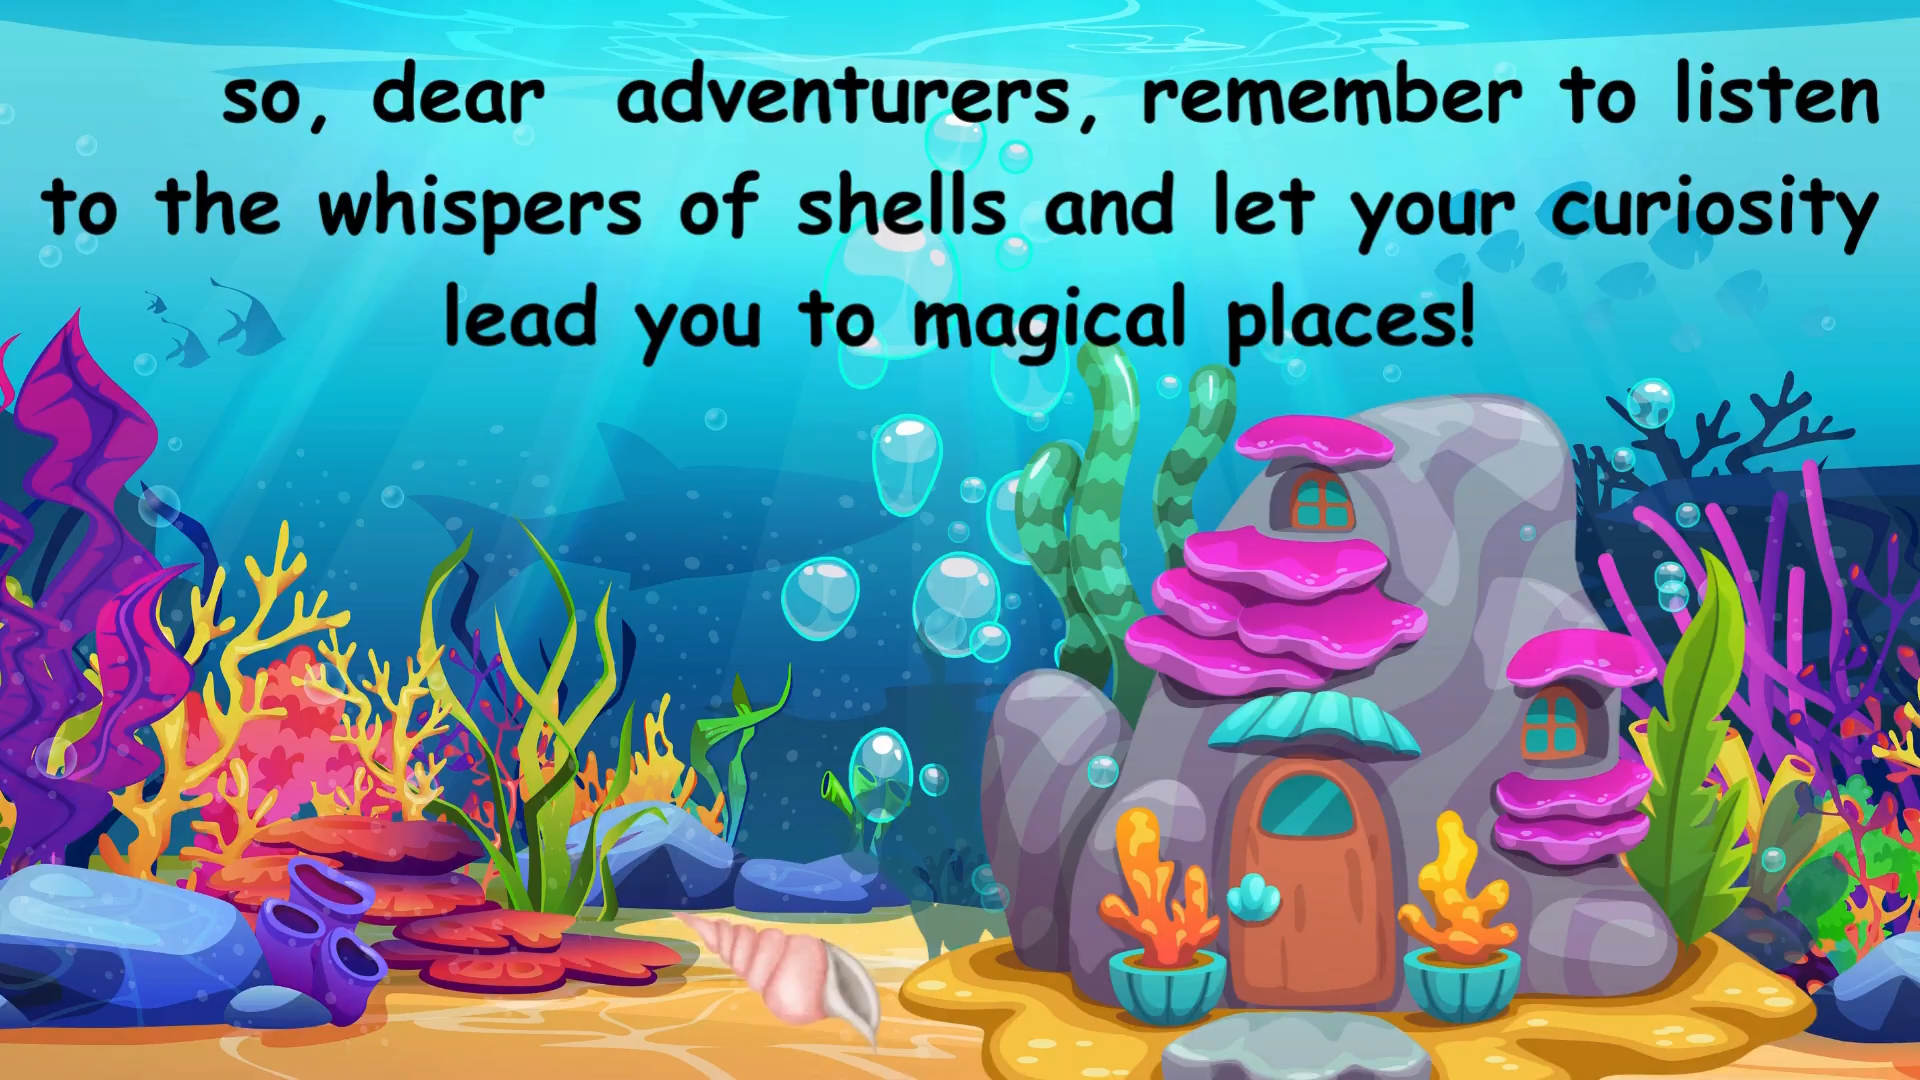 so, dear adventurers, remember to listen
to the whispers of shells and let your curiosity
lead you to magical places!